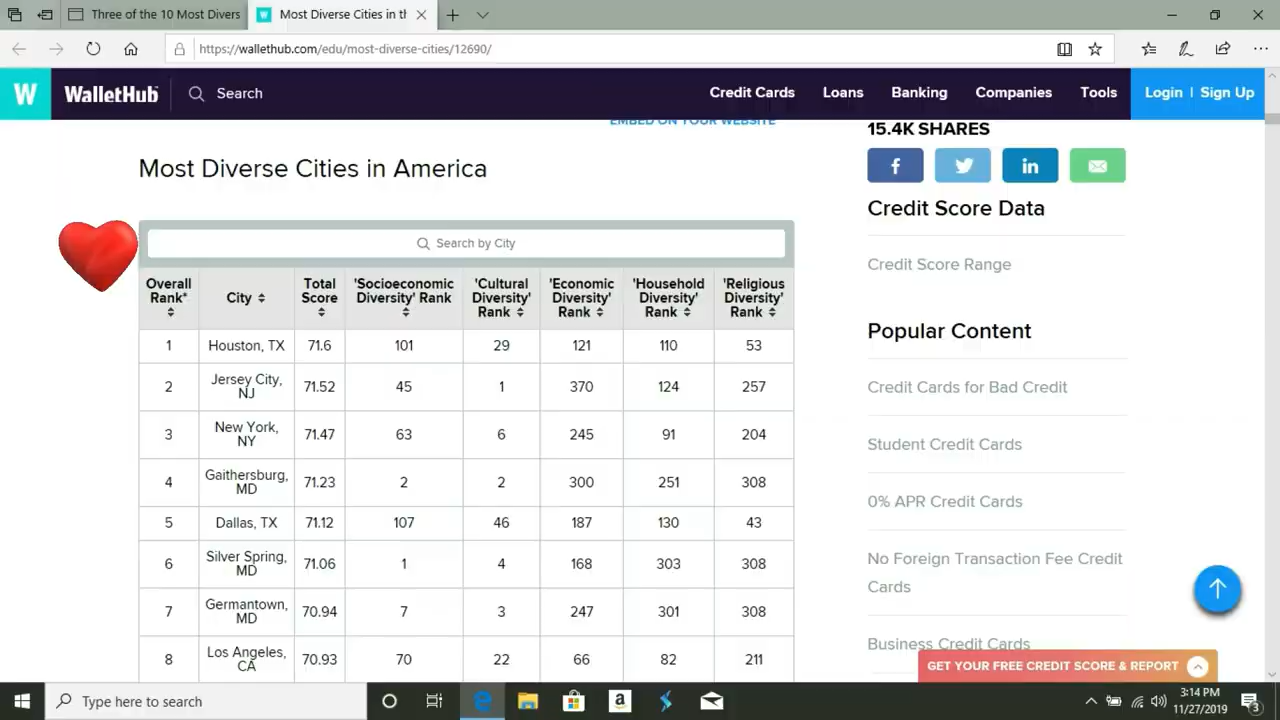 Three of the 10 Most Divers
Most Diverse Cities in th
https://wallethub.com/edu/most-diverse-cities/12690/
W WalletHub Search Credit Cards Loans Banking Companies Tools Login | Sign Up
EMBED ON YOUR WEBSITE
15.4K SHARES
Most Diverse Cities in America
Search by City
Overall Rank* City Total Score 'Socioeconomic Diversity' Rank 'Cultural Diversity' Rank 'Economic Diversity' Rank 'Household Diversity' Rank 'Religious Diversity' Rank
1 Houston, TX 71.6 101 29 121 110 53
2 Jersey City, NJ 71.52 45 1 370 124 257
3 New York, NY 71.47 63 6 245 91 204
4 Gaithersburg, MD 71.23 2 2 300 251 308
5 Dallas, TX 71.12 107 46 187 130 43
6 Silver Spring, MD 71.06 1 4 168 303 308
7 Germantown, MD 70.94 7 3 247 301 308
8 Los Angeles, CA 70.93 70 22 66 82 211
Credit Score Data
Credit Score Range
Popular Content
Credit Cards for Bad Credit
Student Credit Cards
0% APR Credit Cards
No Foreign Transaction Fee Credit
Cards
Business Credit Cards
GET YOUR FREE CREDIT SCORE & REPORT
Type here to search
3:14 PM
11/27/2019
3